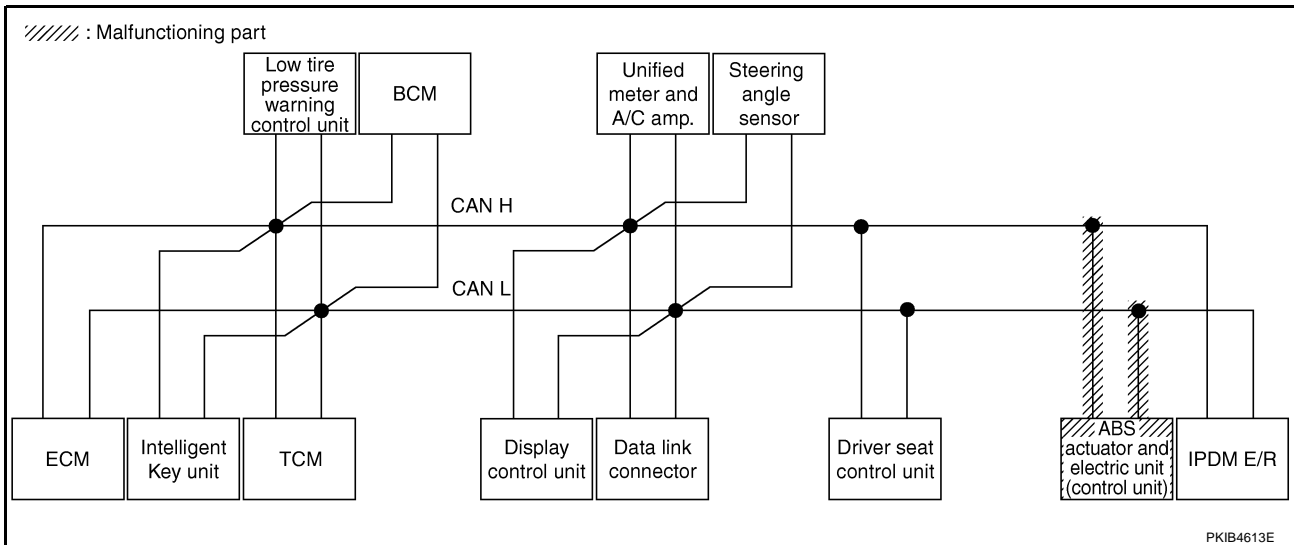 : Malfunctioning part
Low tire
pressure
warning
control unit
BCM
Unified
meter and
A/C amp.
Steering
angle
sensor
CAN H
CAN L
ECM
Intelligent
Key unit
TCM
Display
control unit
Data link
connector
Driver seat
control unit
ABS
actuator and
electric unit
(control unit)
IPDM E/R
PKIB4613E